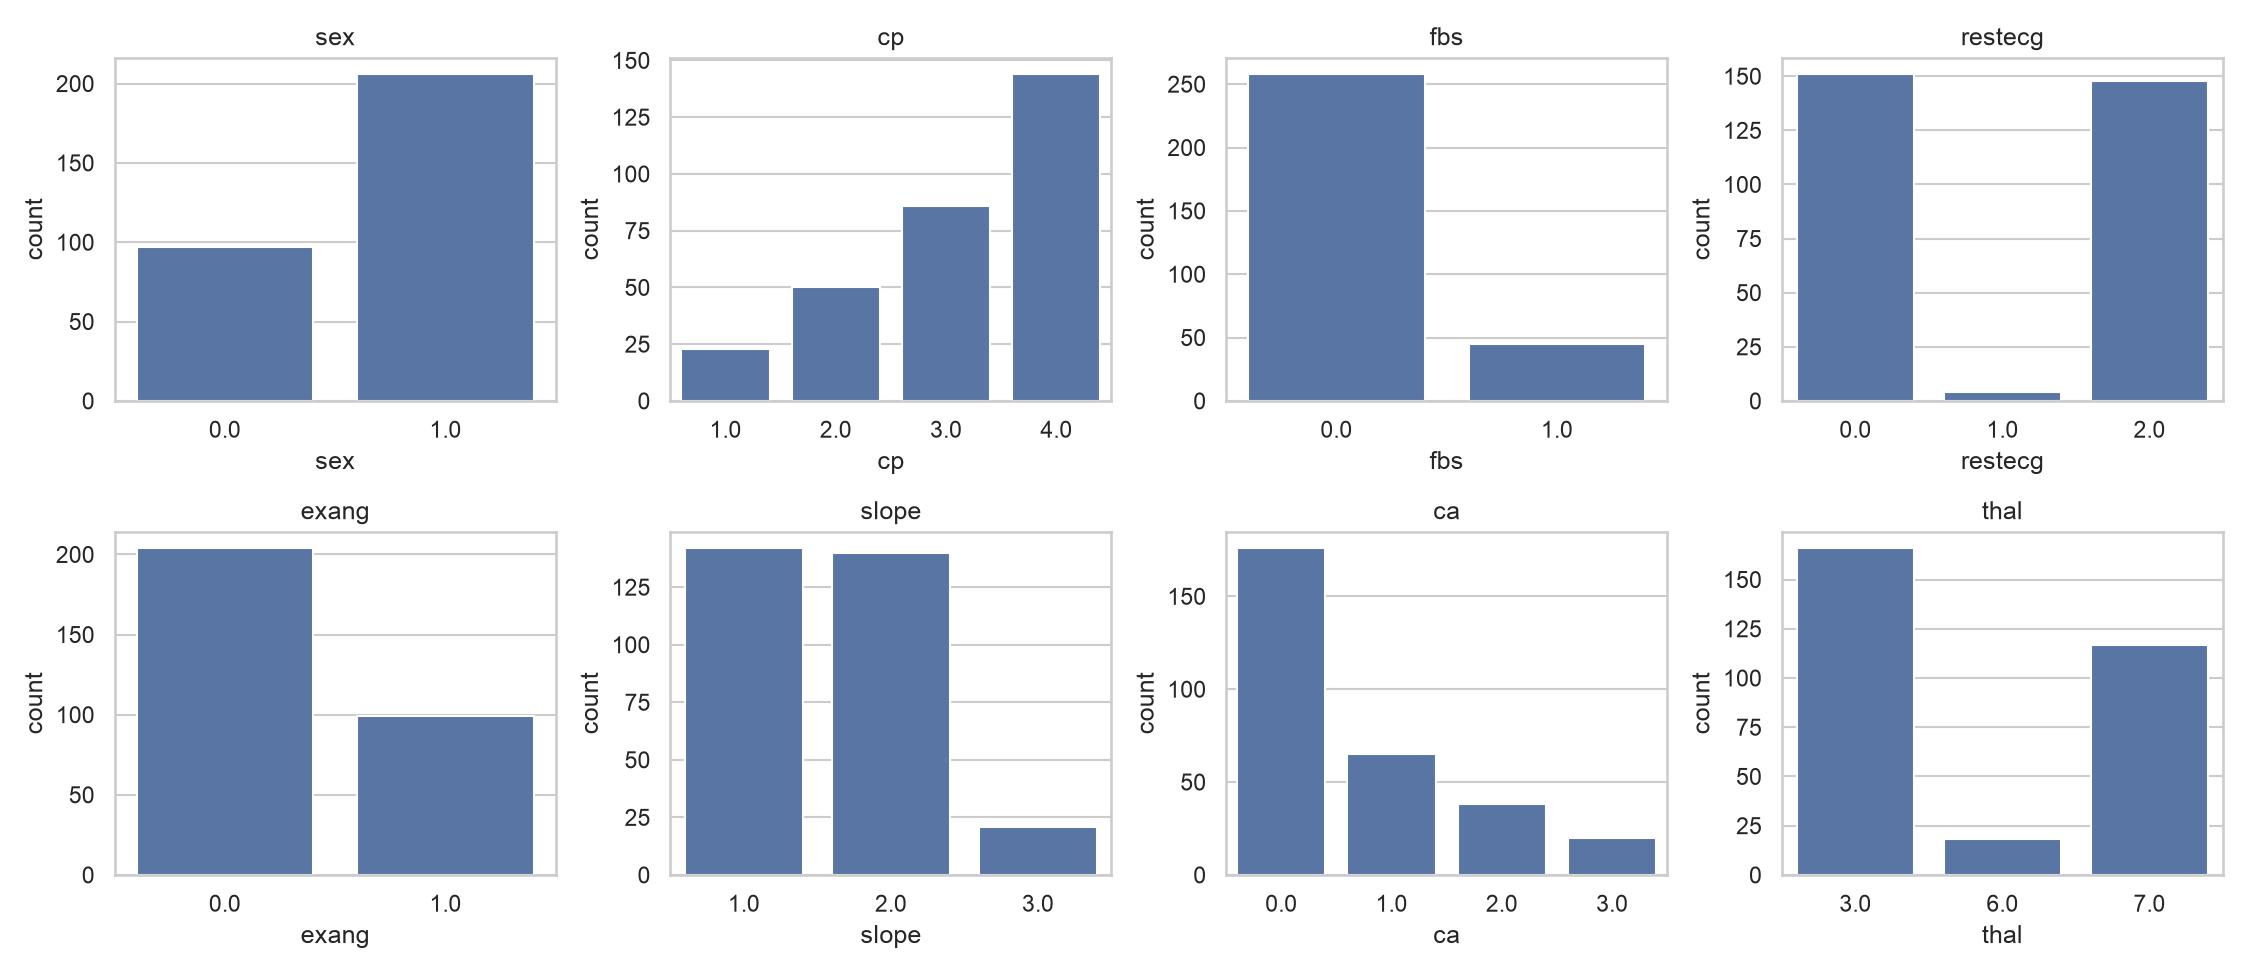 sex
200
150
100
50
0
count
0.0 1.0
sex
cp
150
125
100
75
50
25
0
count
1.0 2.0 3.0 4.0
cp
fbs
250
200
150
100
50
0
count
0.0 1.0
fbs
restecg
150
125
100
75
50
25
0
count
0.0 1.0 2.0
restecg
exang
200
150
100
50
0
count
0.0 1.0
exang
slope
125
100
75
50
25
0
count
1.0 2.0 3.0
slope
ca
150
100
50
0
count
0.0 1.0 2.0 3.0
ca
thal
150
125
100
75
50
25
0
count
3.0 6.0 7.0
thal